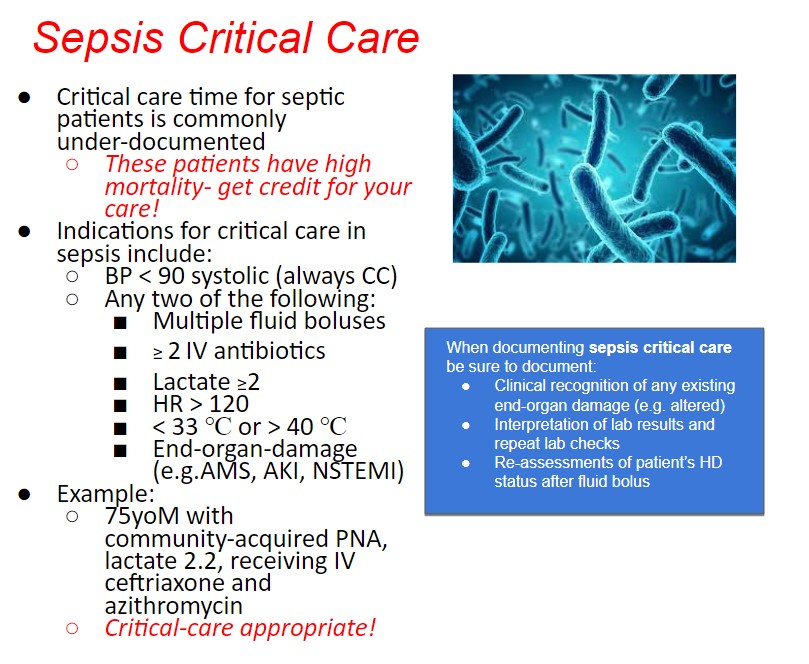 Sepsis Critical Care
● Critical care time for septic
patients is commonly
under-documented
○ These patients have high
mortality- get credit for your
care!
● Indications for critical care in
sepsis include:
○ BP < 90 systolic (always CC)
○ Any two of the following:
■ Multiple fluid boluses
■ ≥ 2 IV antibiotics
■ Lactate ≥2
■ HR > 120
■ < 33 ℃ or > 40 ℃
■ End-organ-damage
(e.g.AMS, AKI, NSTEMI)
● Example:
○ 75yoM with
community-acquired PNA,
lactate 2.2, receiving IV
ceftriaxone and
azithromycin
○ Critical-care appropriate!
When documenting sepsis critical care
be sure to document:
● Clinical recognition of any existing
end-organ damage (e.g. altered)
● Interpretation of lab results and
repeat lab checks
● Re-assessments of patient's HD
status after fluid bolus